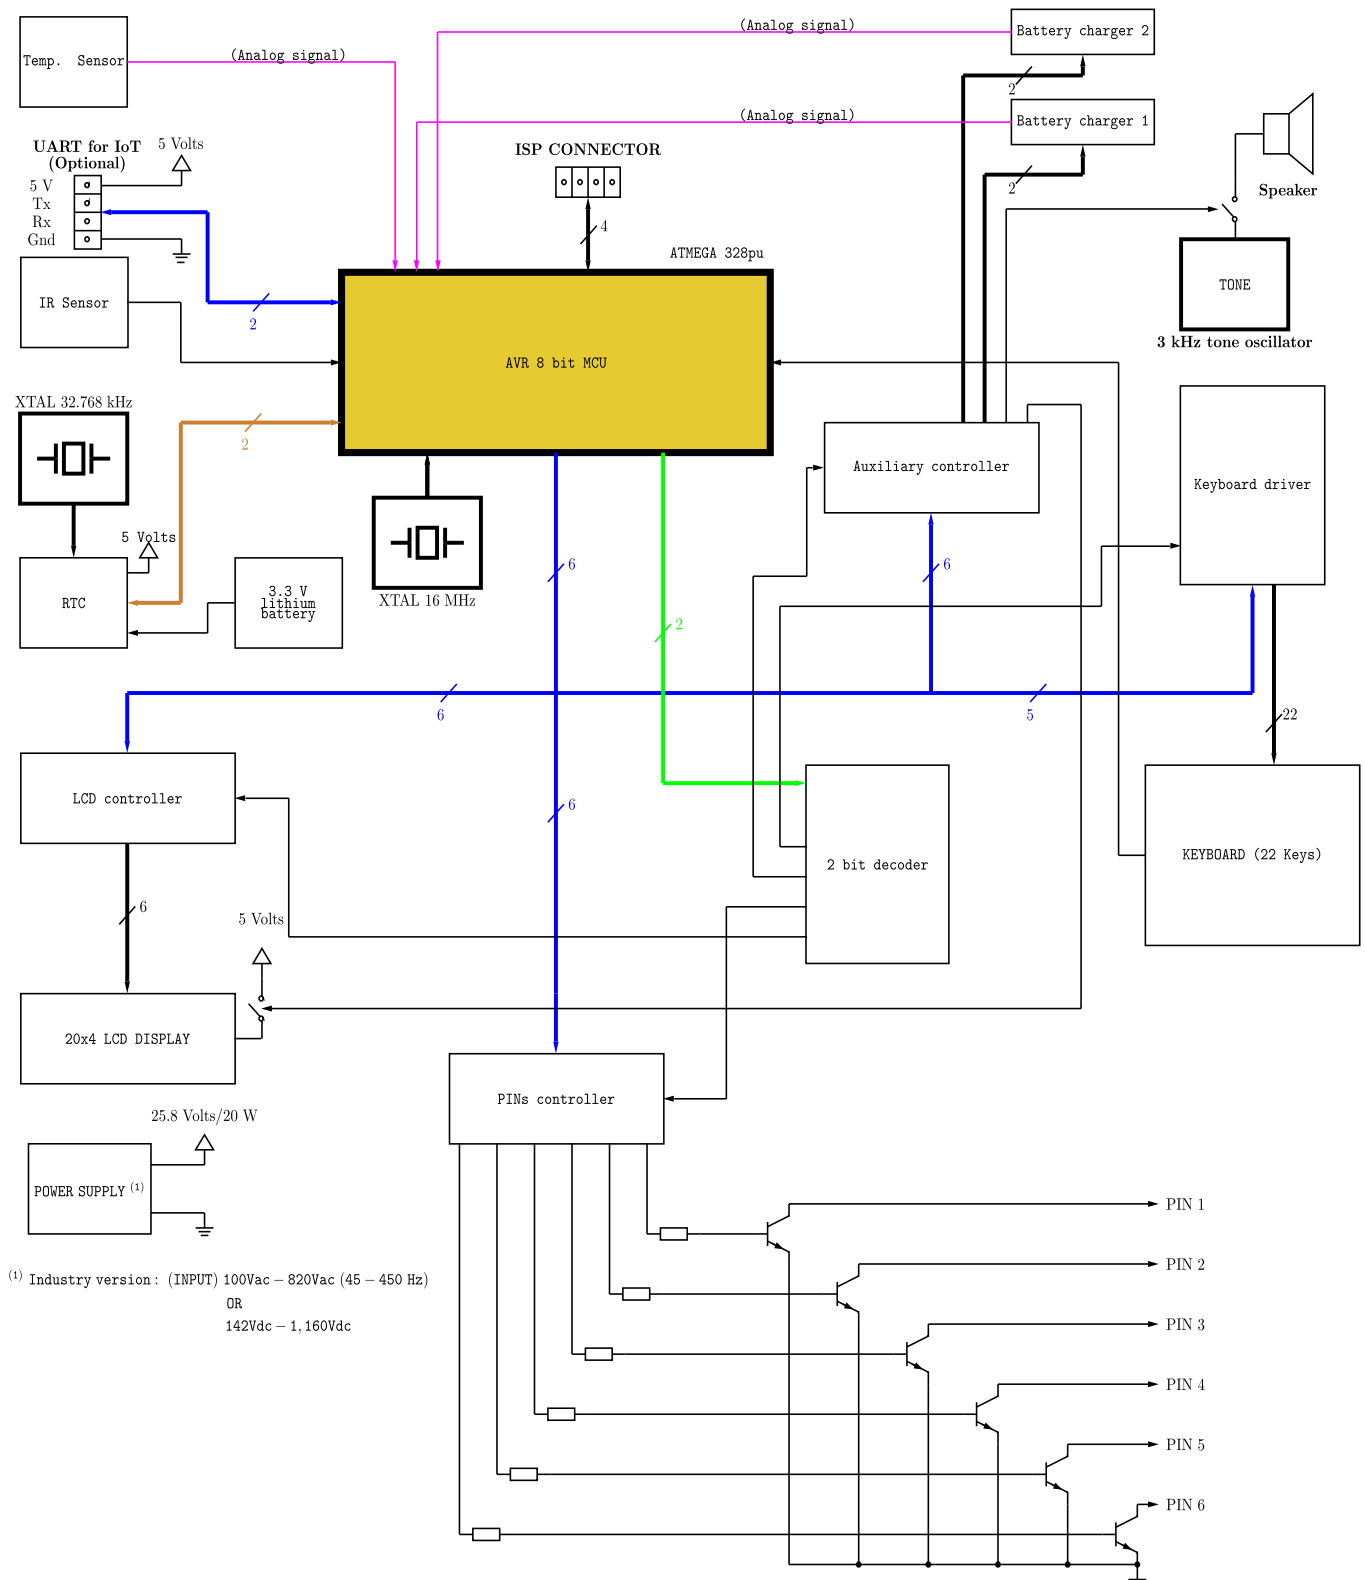 (Analog signal)
Battery charger 2
Temp.  Sensor
(Analog signal)
2
(Analog signal)
Battery charger 1
UART for IoT
(Optional)
5 Volts
ISP CONNECTOR
5 V
Tx
Rx
Gnd
2
Speaker
4
ATMEGA 328pu
TONE
3 kHz tone oscillator
IR Sensor
2
AVR 8 bit MCU
XTAL 32.768 kHz
2
Auxiliary controller
Keyboard driver
5 Volts
6
6
XTAL 16 MHz
RTC
3.3 V
lithium
battery
2
6
5
22
LCD controller
6
2 bit decoder
KEYBOARD (22 Keys)
6
5 Volts
20x4 LCD DISPLAY
PINs controller
25.8 Volts/20 W
POWER SUPPLY (1)
PIN 1
PIN 2
(1) Industry version : (INPUT) 100Vac – 820Vac (45 – 450 Hz)
OR
142Vdc – 1, 160Vdc
PIN 3
PIN 4
PIN 5
PIN 6